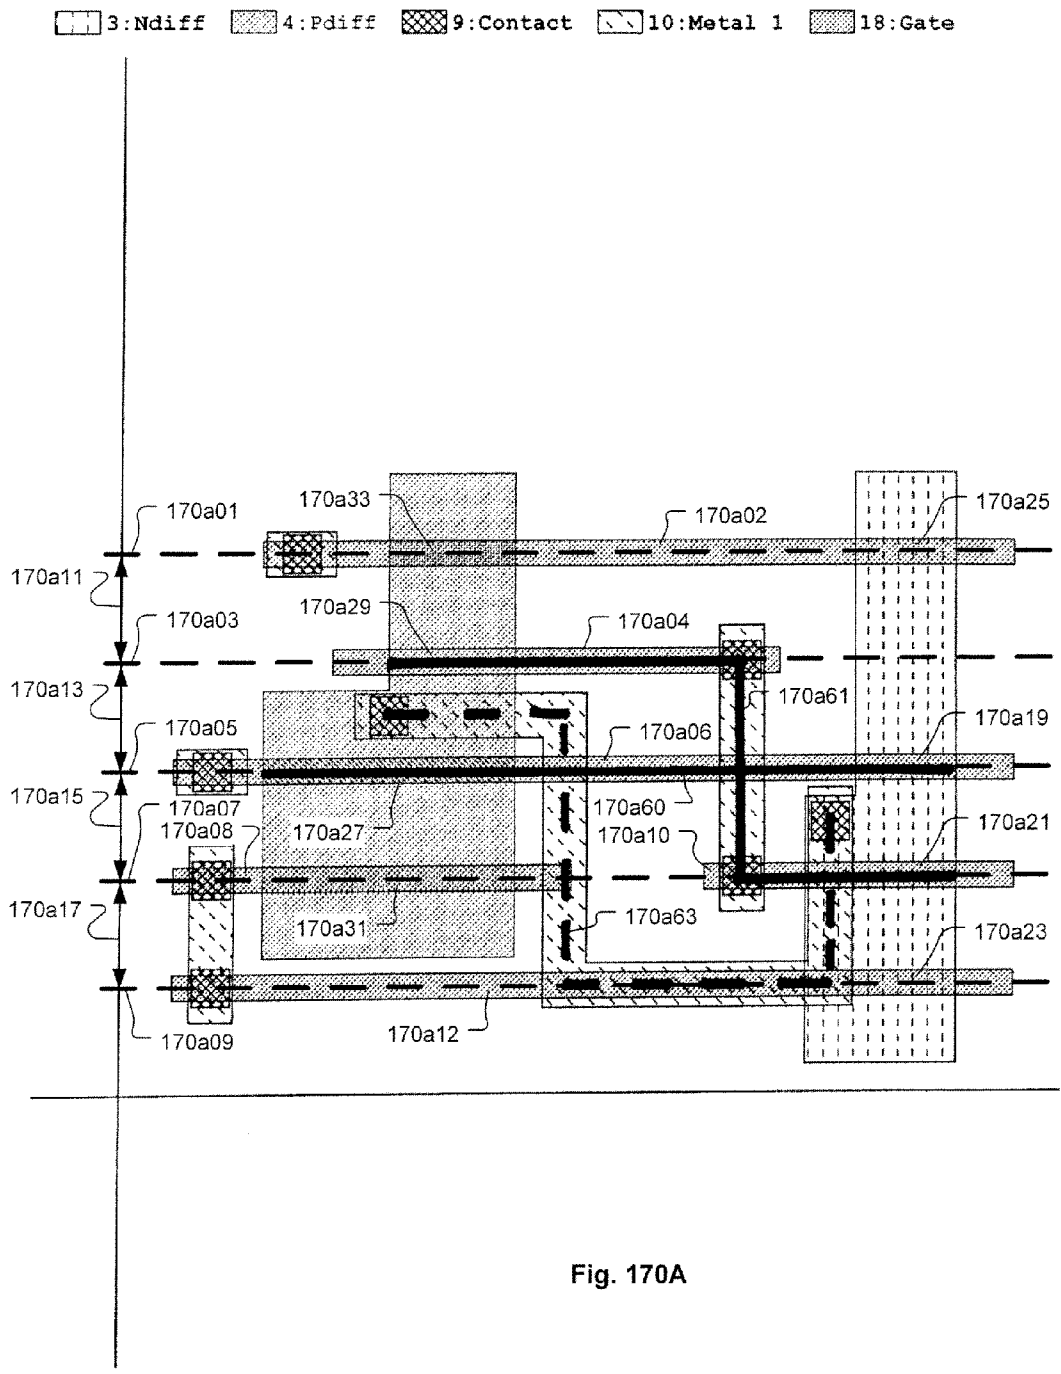 3:Ndiff 4:Pdiff 9:Contact 10:Metal 1 18:Gate
170a01
170a33
170a02
170a25
170a11
170a03
170a29
170a04
170a13
170a61
170a05
170a06
170a19
170a15
170a07
170a08
170a27
170a60
170a10
170a21
170a17
170a31
170a63
170a23
170a09
170a12
Fig. 170A